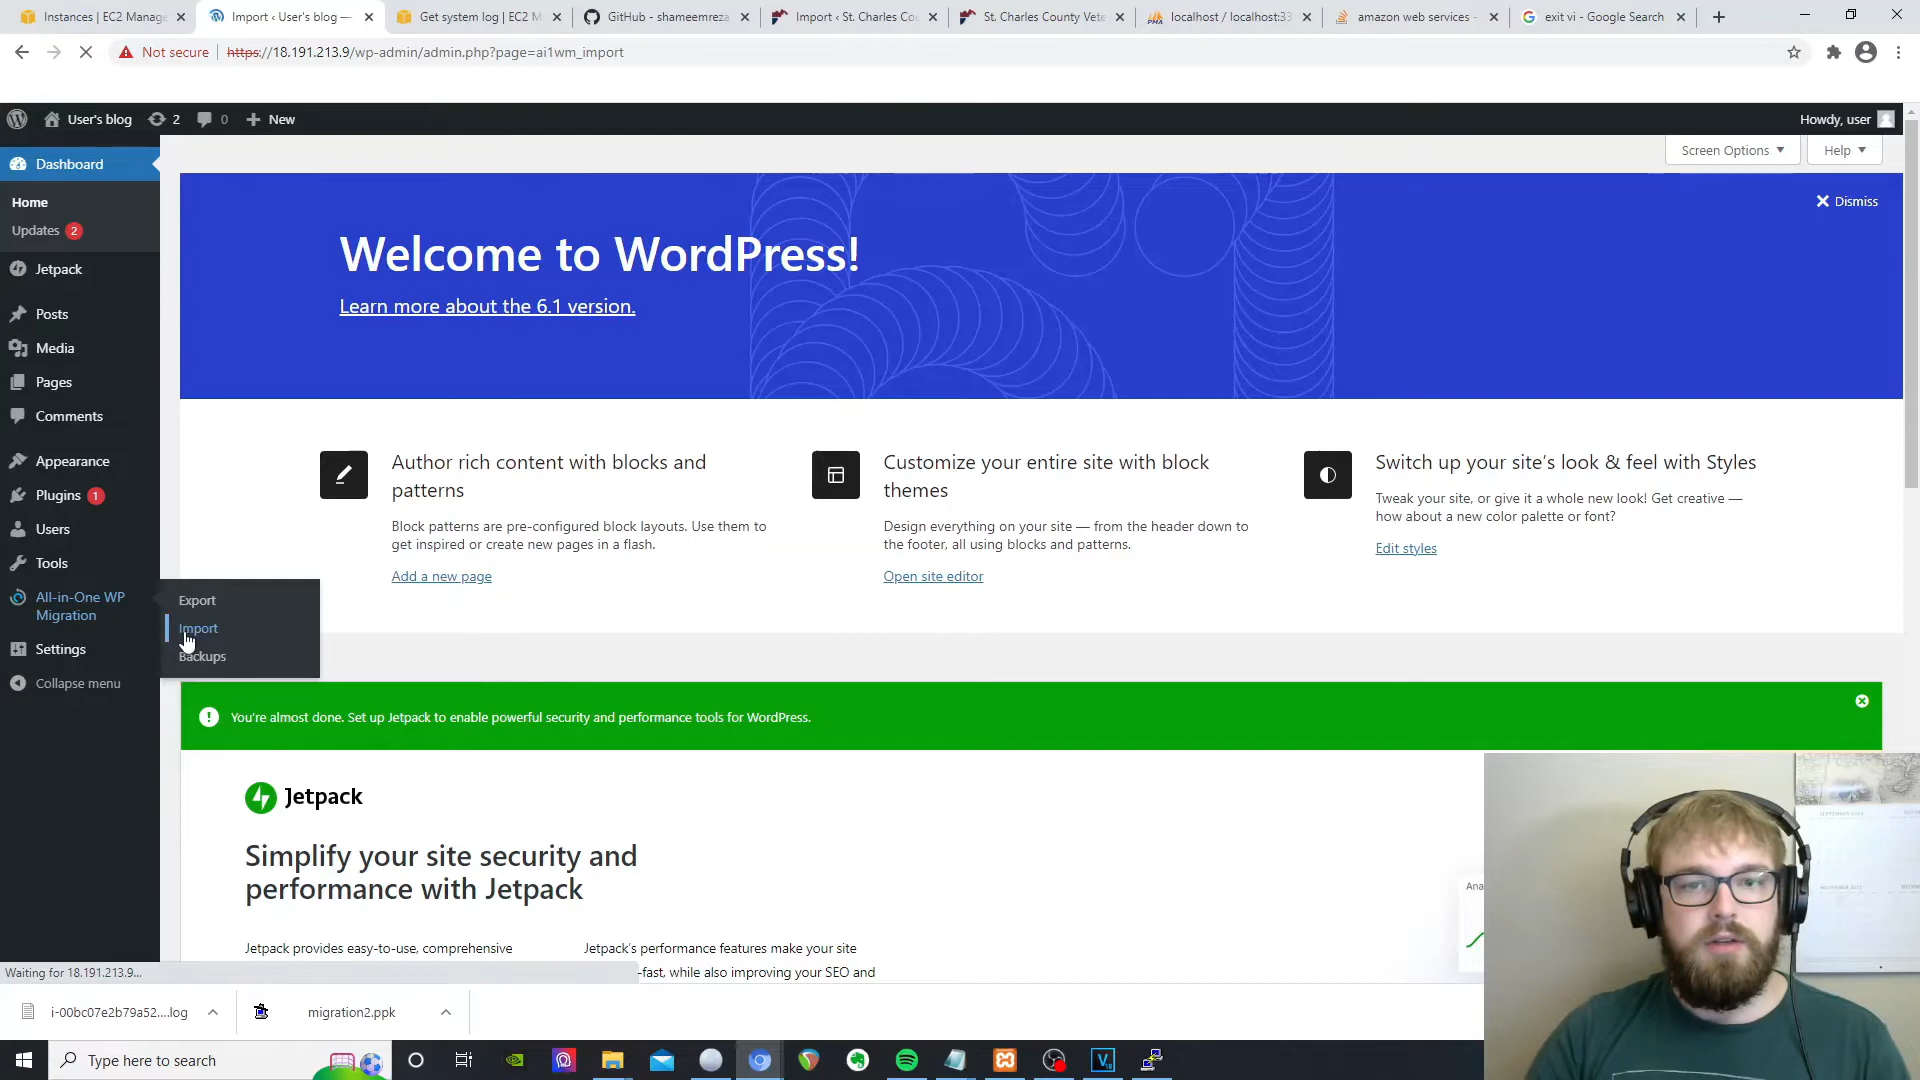 Instances | EC2 Manage
Import ‹ User's blog —
Get system log | EC2 M
GitHub - shameemreza
Import ‹ St. Charles Co
St. Charles County Vete
localhost / localhost:33
amazon web services -
exit vi - Google Search
Not secure
https://18.191.213.9/wp-admin/admin.php?page=ai1wm_import
User's blog
2
0
New
Howdy, user
Dashboard
Screen Options
Help
Home
Updates 2
Jetpack
Posts
Media
Pages
Comments
Appearance
Plugins 1
Users
Tools
All-in-One WP
Migration
Settings
Collapse menu
Export
Import
Backups
Dismiss
Welcome to WordPress!
Learn more about the 6.1 version.
Author rich content with blocks and
patterns
Block patterns are pre-configured block layouts. Use them to
get inspired or create new pages in a flash.
Add a new page
Customize your entire site with block
themes
Design everything on your site — from the header down to
the footer, all using blocks and patterns.
Open site editor
Switch up your site's look & feel with Styles
Tweak your site, or give it a whole new look! Get creative —
how about a new color palette or font?
Edit styles
You're almost done. Set up Jetpack to enable powerful security and performance tools for WordPress.
Jetpack
Simplify your site security and
performance with Jetpack
Jetpack provides easy-to-use, comprehensive
Jetpack's performance features make your site
-fast, while also improving your SEO and
Ana
Waiting for 18.191.213.9...
i-00bc07e2b79a52....log
migration2.ppk
Type here to search